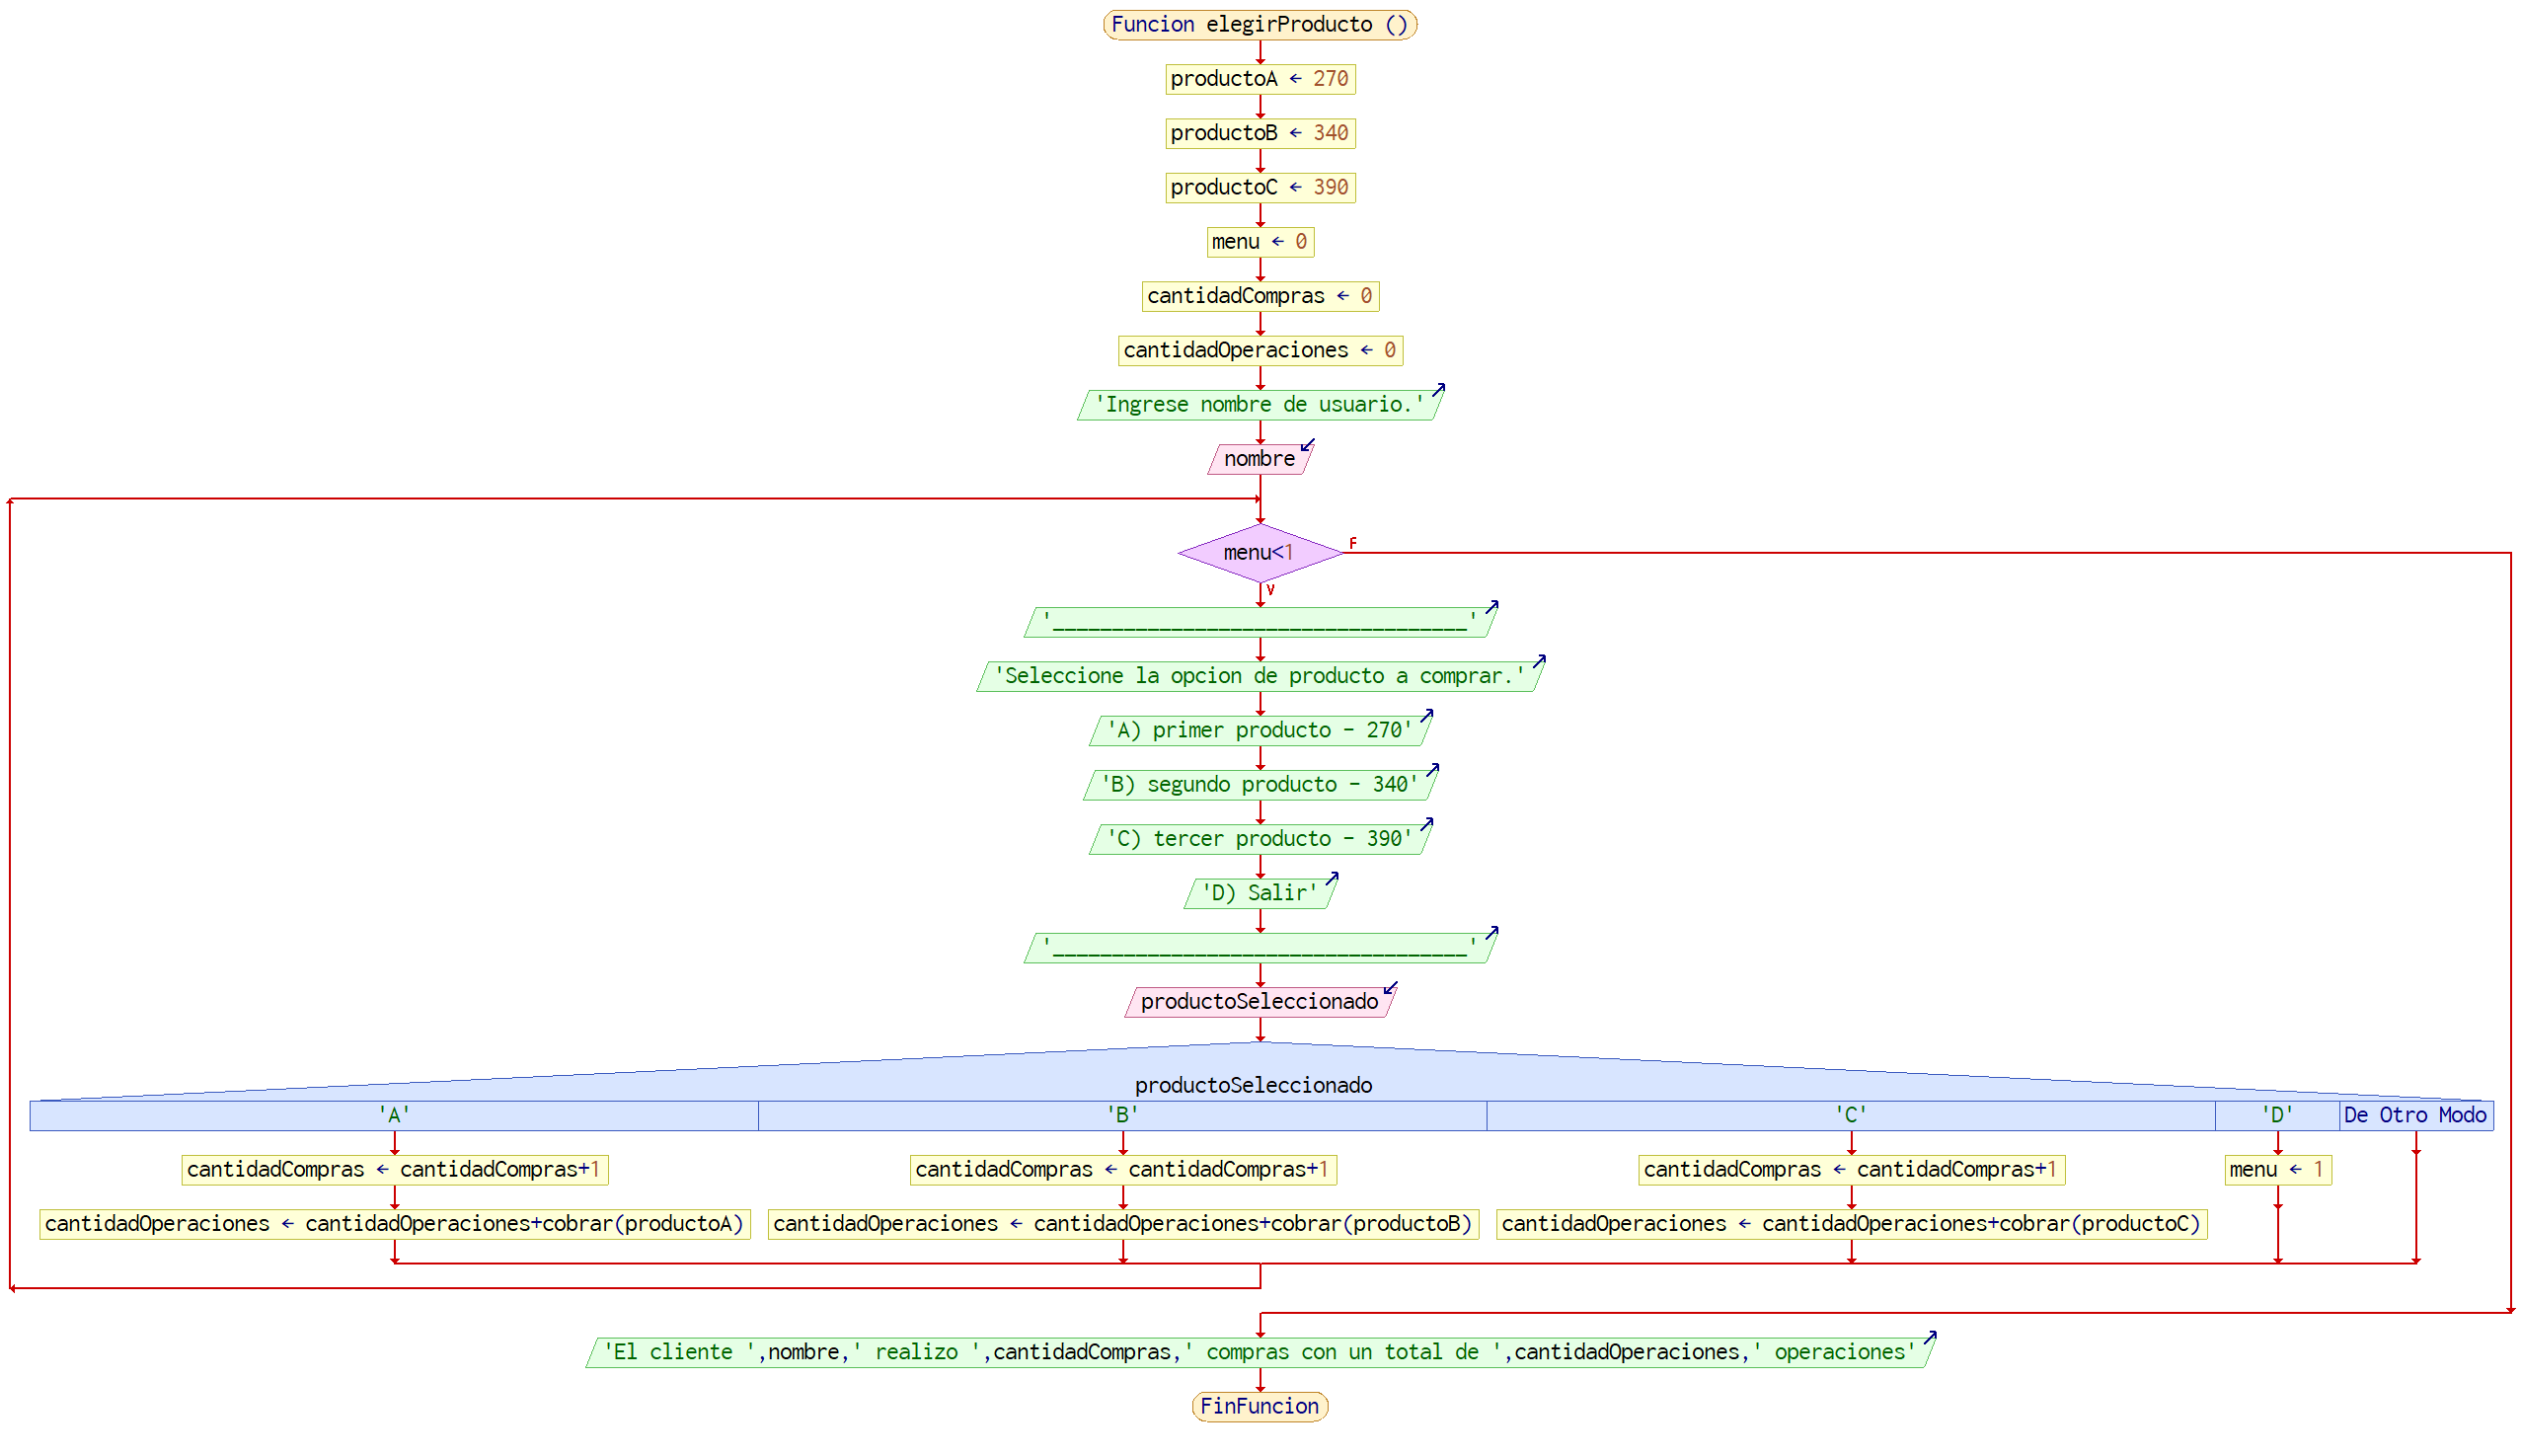 Funcion elegirProducto ()
productoA ← 270
productoB ← 340
productoC ← 390
menu ← 0
cantidadCompras ← 0
cantidadOperaciones ← 0
'Ingrese nombre de usuario.'
nombre
menu<1
F
V
'___________________________________'
'Seleccione la opcion de producto a comprar.'
'A) primer producto - 270'
'B) segundo producto - 340'
'C) tercer producto - 390'
'D) Salir'
'___________________________________'
productoSeleccionado
productoSeleccionado
'A' 'B' 'C' 'D' De Otro Modo
cantidadCompras ← cantidadCompras+1 cantidadCompras ← cantidadCompras+1 cantidadCompras ← cantidadCompras+1 menu ← 1
cantidadOperaciones ← cantidadOperaciones+cobrar(productoA) cantidadOperaciones ← cantidadOperaciones+cobrar(productoB) cantidadOperaciones ← cantidadOperaciones+cobrar(productoC)
'El cliente ',nombre,' realizo ',cantidadCompras,' compras con un total de ',cantidadOperaciones,' operaciones'
FinFuncion